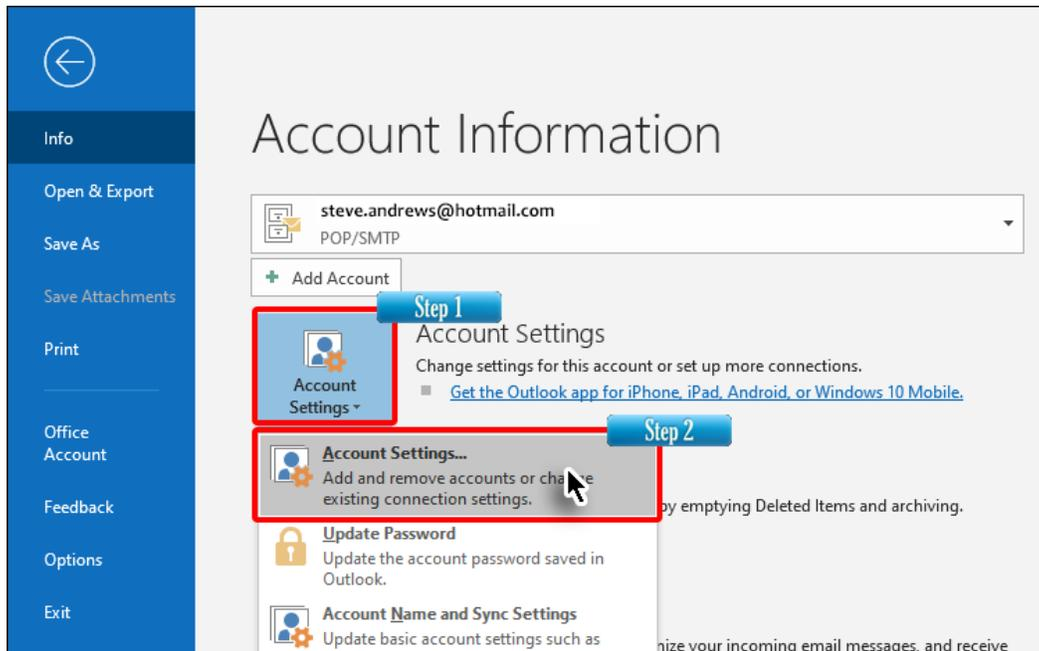 Info
Open & Export
Save As
Save Attachments
Print
Office
Account
Feedback
Options
Exit
Account Information
steve.andrews@hotmail.com
POP/SMTP
Add Account
Step 1
Account
Settings
Account Settings
Change settings for this account or set up more connections.
Get the Outlook app for iPhone, iPad, Android, or Windows 10 Mobile.
Step 2
Account Settings...
Add and remove accounts or change
existing connection settings.
by emptying Deleted Items and archiving.
Update Password
Update the account password saved in
Outlook.
Account Name and Sync Settings
Update basic account settings such as
your incoming email messages, and receive